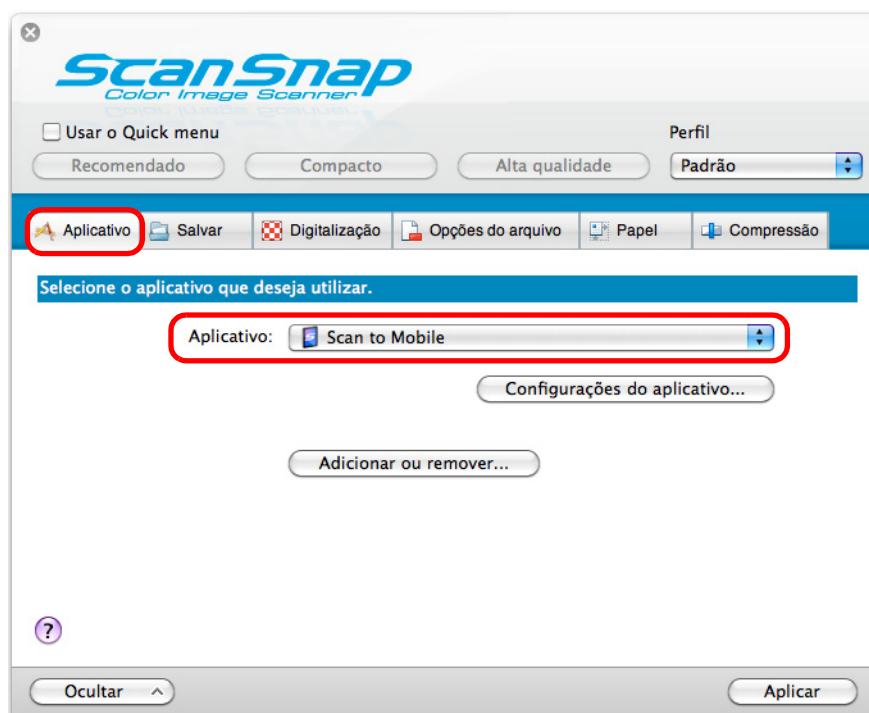 ScanSnap
Color Image Scanner
Usar o Quick menu
Perfil
Recomendado Compacto Alta qualidade Padrão
Aplicativo Salvar Digitalização Opções do arquivo Papel Compressão
Selecione o aplicativo que deseja utilizar.
Aplicativo: Scan to Mobile
Configurações do aplicativo...
Adicionar ou remover...
?
Ocultar Aplicar